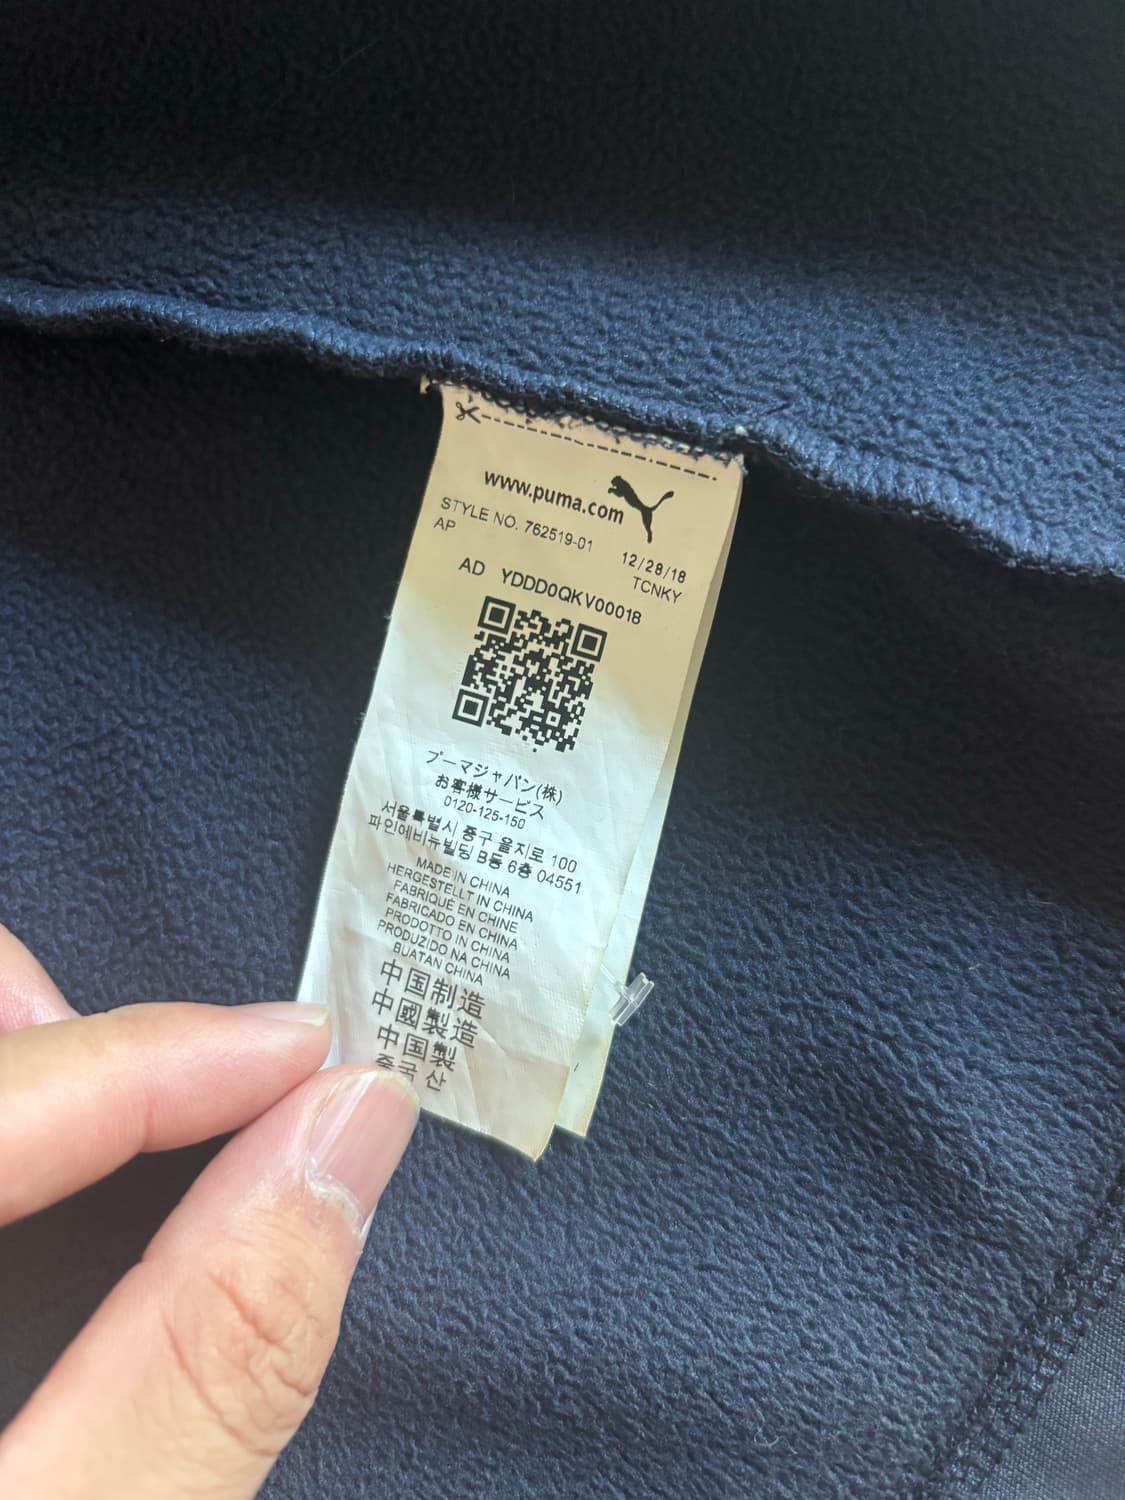 www.puma.com
STYLE NO. 762519-01 12/28/18
AP TCNKY
AD YDDD0QKV00018
プーマジャパン(株)
お客様サービス
0120-125-150
서울특별시 중구 을지로 100
파인에비뉴빌딩 B동 6층 04551
MADE IN CHINA
HERGESTELLT IN CHINA
FABRIQUÉ EN CHINE
FABRICADO EN CHINA
PRODOTTO IN CHINA
PRODUZIDO NA CHINA
BUATAN CHINA
中国制造
中國製造
中国製
중국 산